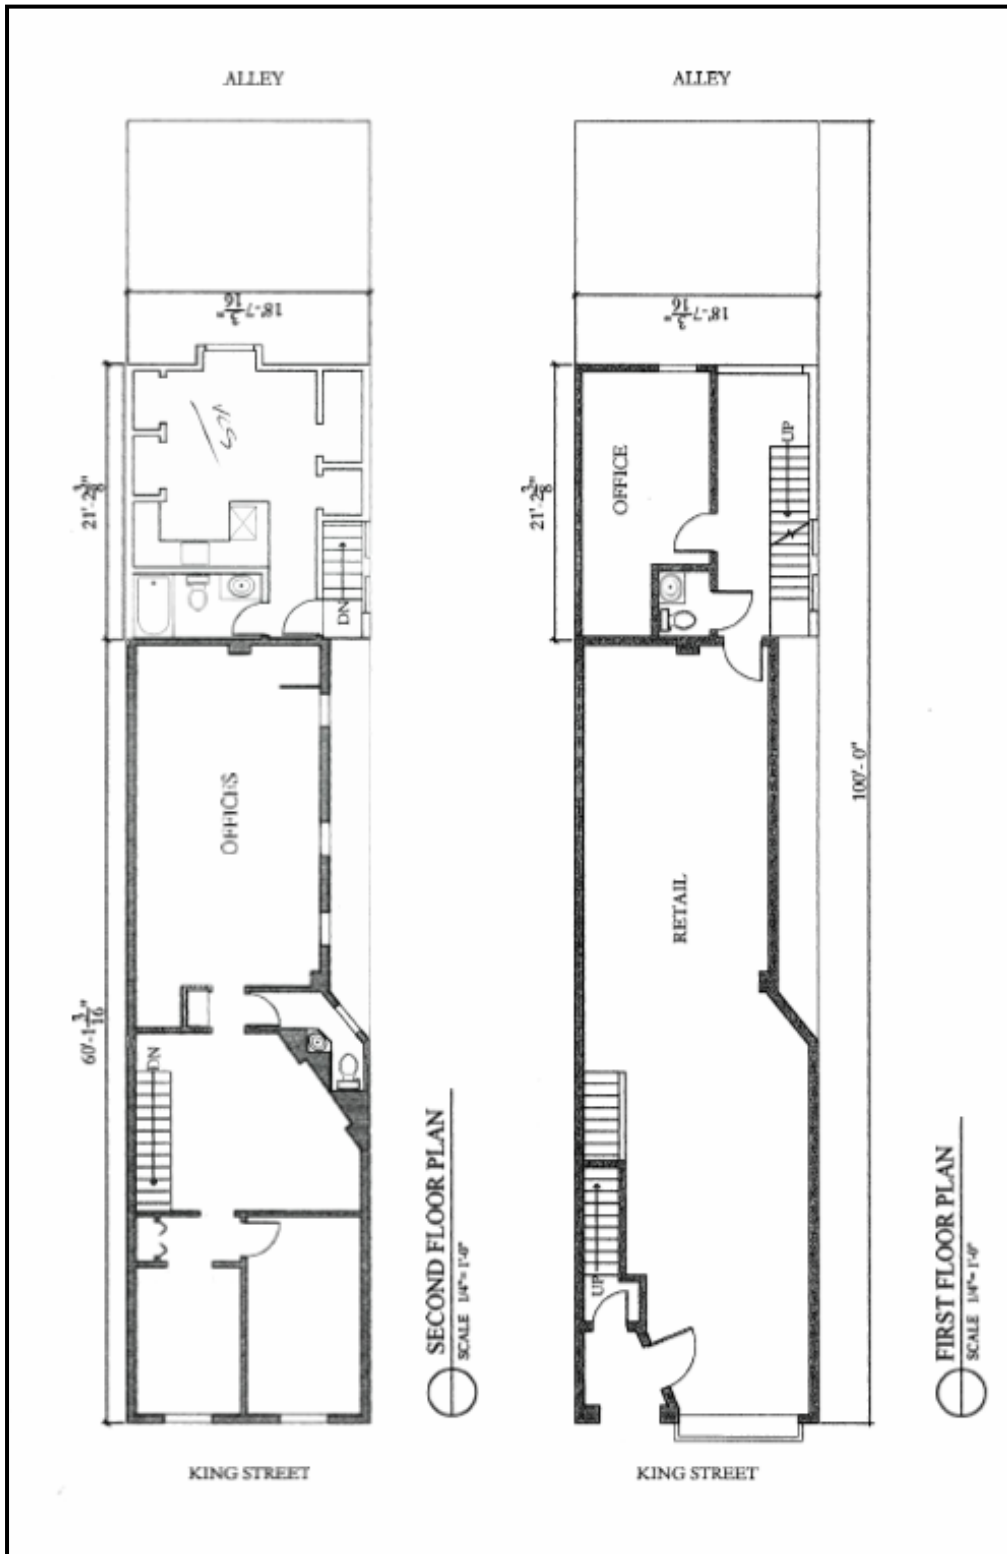 ALLEY
18'-7 3/16"
21'-2 3/8"
DN
OFFICES
60'-1 3/16"
DN
SECOND FLOOR PLAN
SCALE 1/4"= 1'-0"
KING STREET
ALLEY
18'-7 3/16"
OFFICE
21'-2 3/8"
UP
100'- 0"
RETAIL
UP
FIRST FLOOR PLAN
SCALE 1/4"= 1'-0"
KING STREET